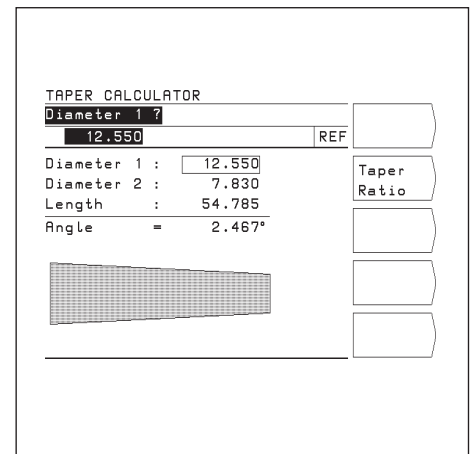 TAPER CALCULATOR
Diameter 1 ?
12.550
REF
Diameter 1 : 12.550
Diameter 2 : 7.830
Length : 54.785
Angle = 2.467°
Taper
Ratio